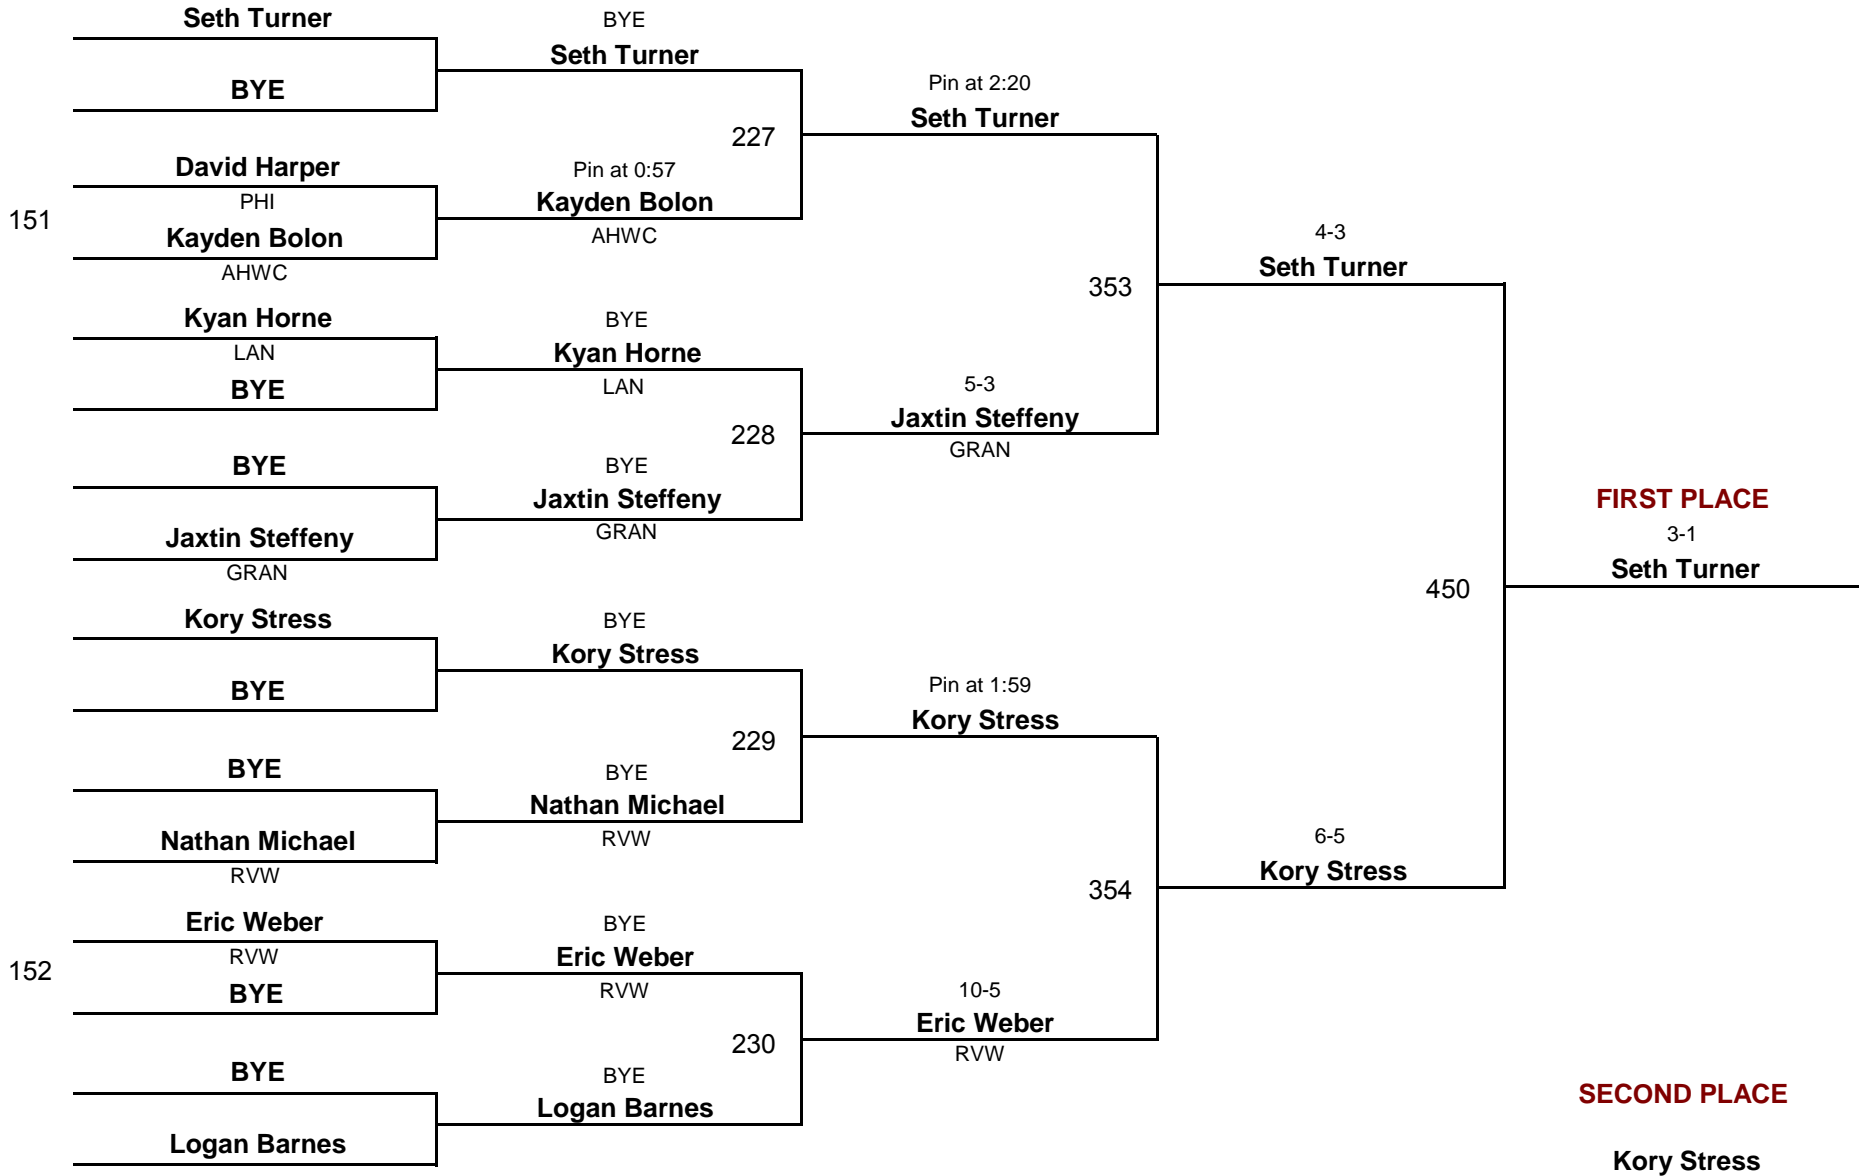 Seth Turner
BYE
Seth Turner
BYE
Pin at 2:20
Seth Turner
227
David Harper
PHI
Pin at 0:57
Kayden Bolon
AHWC
151
Kayden Bolon
AHWC
4-3
Seth Turner
353
Kyan Horne
LAN
BYE
BYE
Kyan Horne
LAN
5-3
Jaxtin Steffeny
GRAN
228
BYE
BYE
Jaxtin Steffeny
GRAN
Jaxtin Steffeny
GRAN
FIRST PLACE
3-1
Seth Turner
450
Kory Stress
BYE
Kory Stress
BYE
Pin at 1:59
Kory Stress
229
BYE
BYE
Nathan Michael
RVW
Nathan Michael
RVW
6-5
Kory Stress
354
Eric Weber
RVW
152
BYE
BYE
Eric Weber
RVW
10-5
Eric Weber
RVW
230
BYE
BYE
Logan Barnes
Logan Barnes
SECOND PLACE
Kory Stress